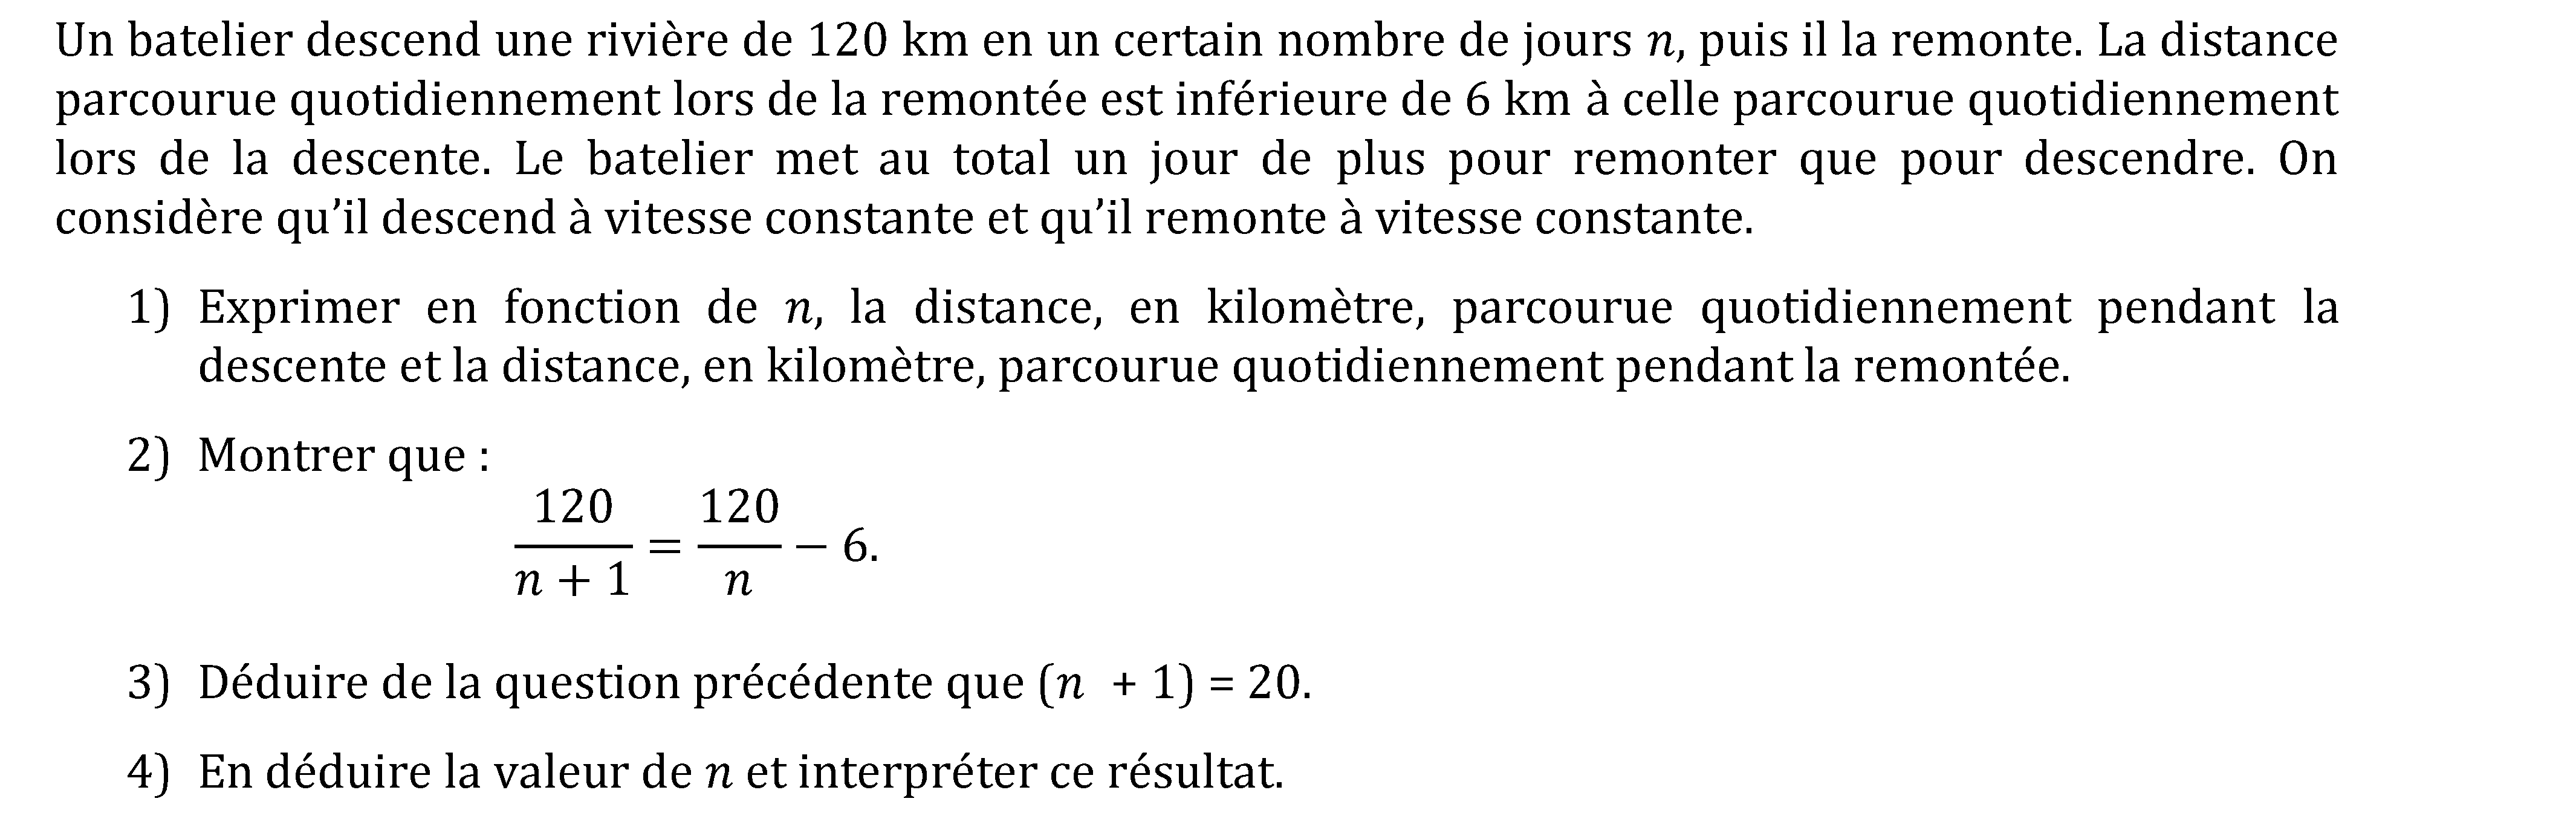 Un batelier descend une rivière de 120 km en un certain nombre de jours n, puis il la remonte. La distance
parcourue quotidiennement lors de la remontée est inférieure de 6 km à celle parcourue quotidiennement
lors de la descente. Le batelier met au total un jour de plus pour remonter que pour descendre. On
considère qu’il descend à vitesse constante et qu’il remonte à vitesse constante.
1) Exprimer en fonction de n, la distance, en kilomètre, parcourue quotidiennement pendant la
descente et la distance, en kilomètre, parcourue quotidiennement pendant la remontée.
2) Montrer que :
120/(n + 1) = 120/n − 6.
3) Déduire de la question précédente que (n + 1) = 20.
4) En déduire la valeur de n et interpréter ce résultat.